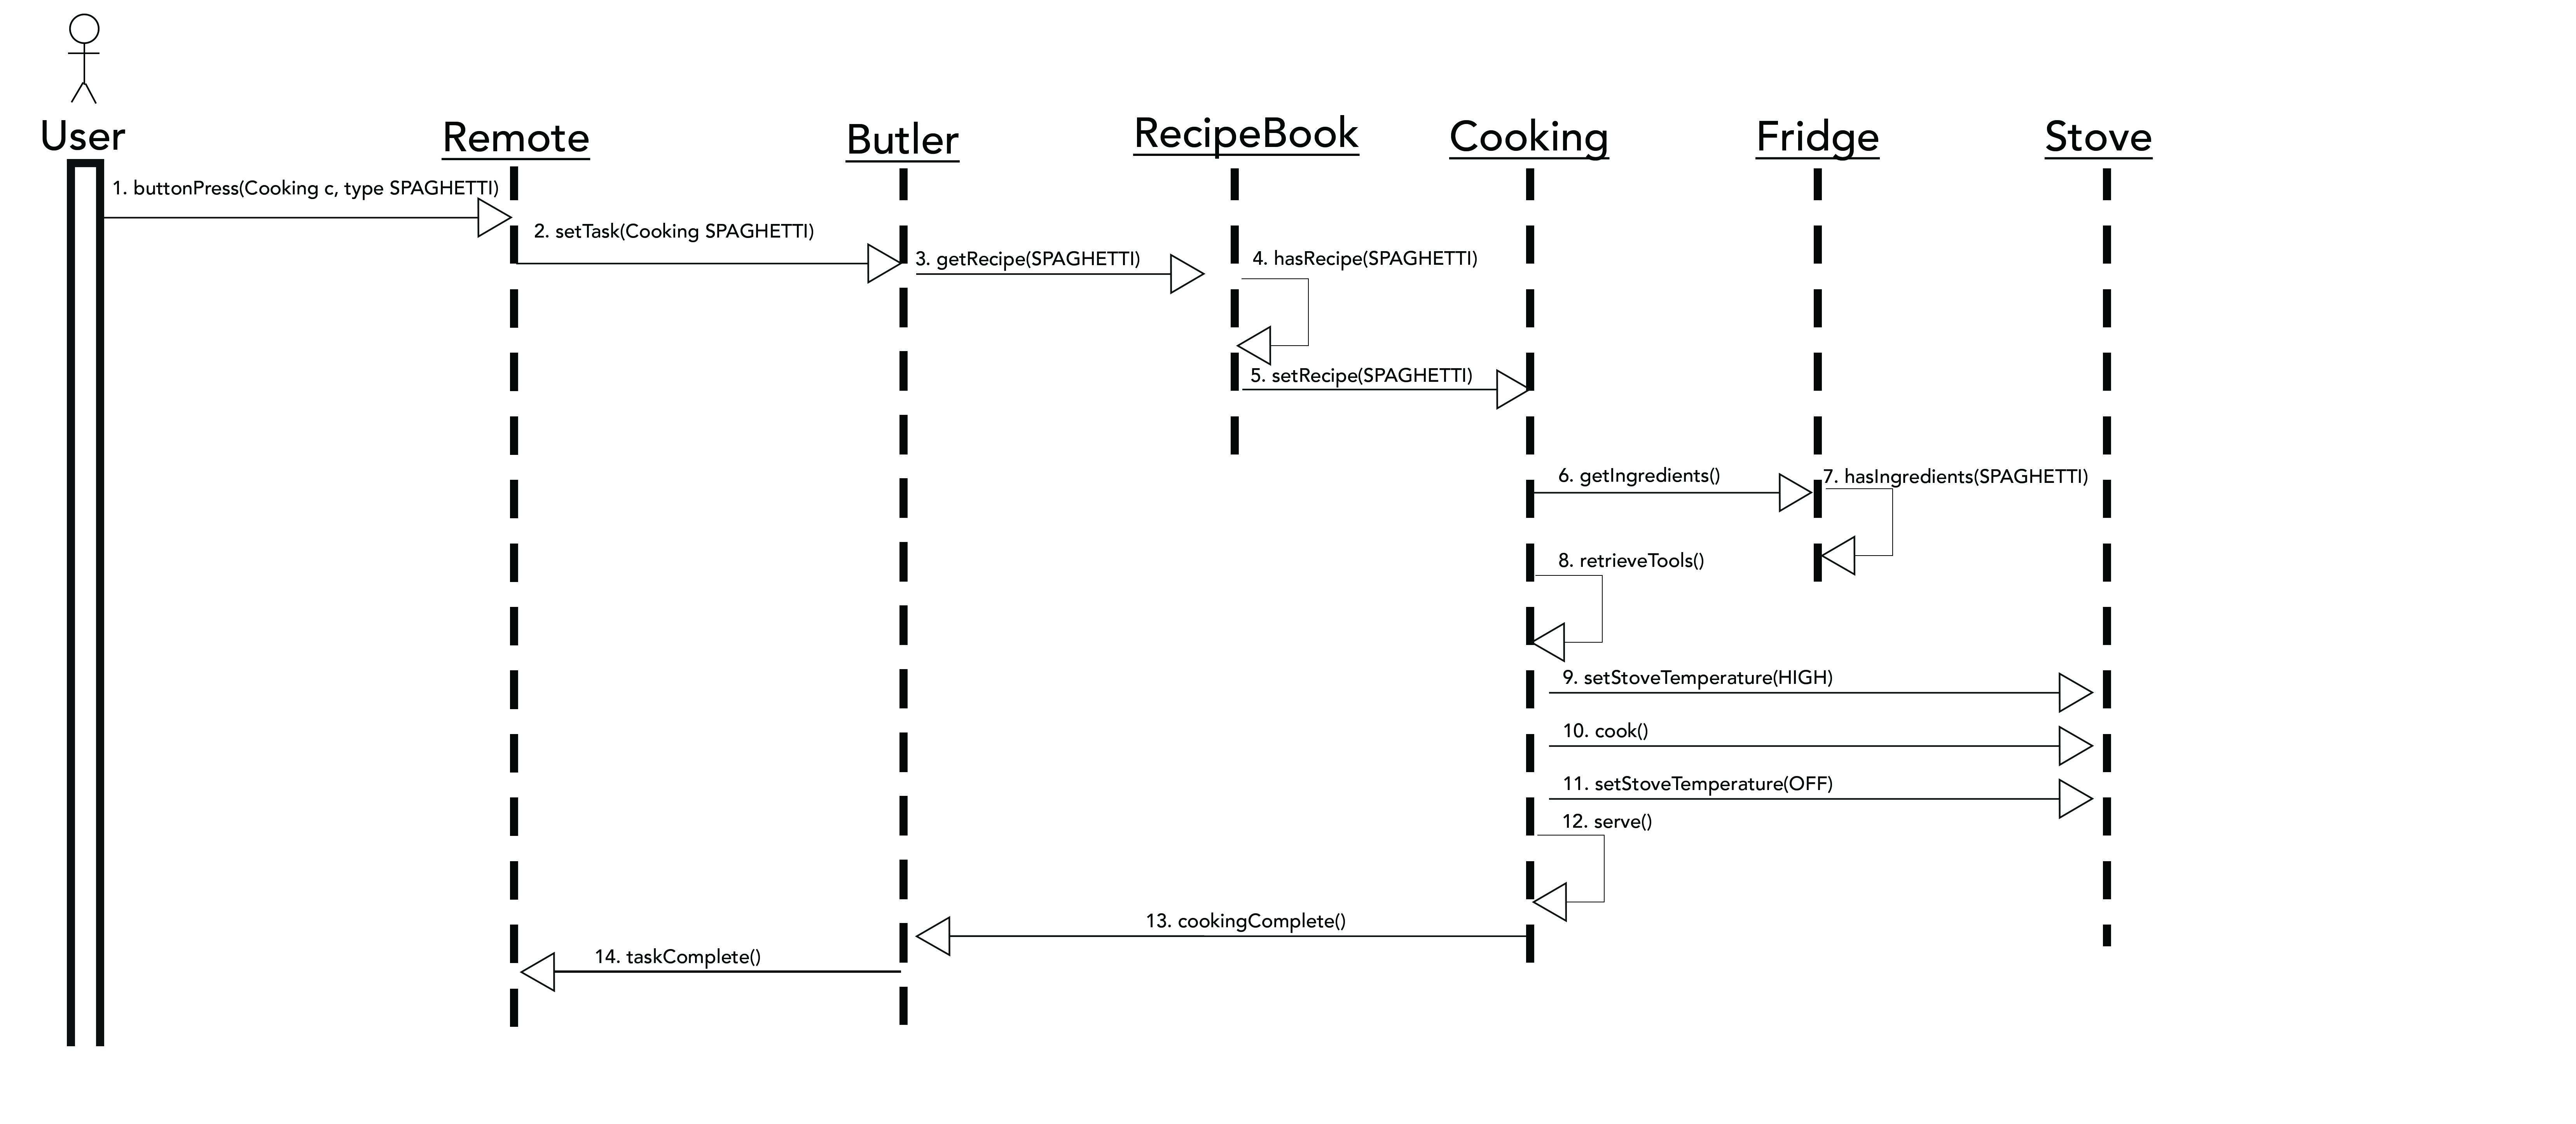 User
Remote
Butler
RecipeBook
Cooking
Fridge
Stove
1. buttonPress(Cooking c, type SPAGHETTI)
2. setTask(Cooking SPAGHETTI)
3. getRecipe(SPAGHETTI)
4. hasRecipe(SPAGHETTI)
5. setRecipe(SPAGHETTI)
6. getIngredients()
7. hasIngredients(SPAGHETTI)
8. retrieveTools()
9. setStoveTemperature(HIGH)
10. cook()
11. setStoveTemperature(OFF)
12. serve()
13. cookingComplete()
14. taskComplete()